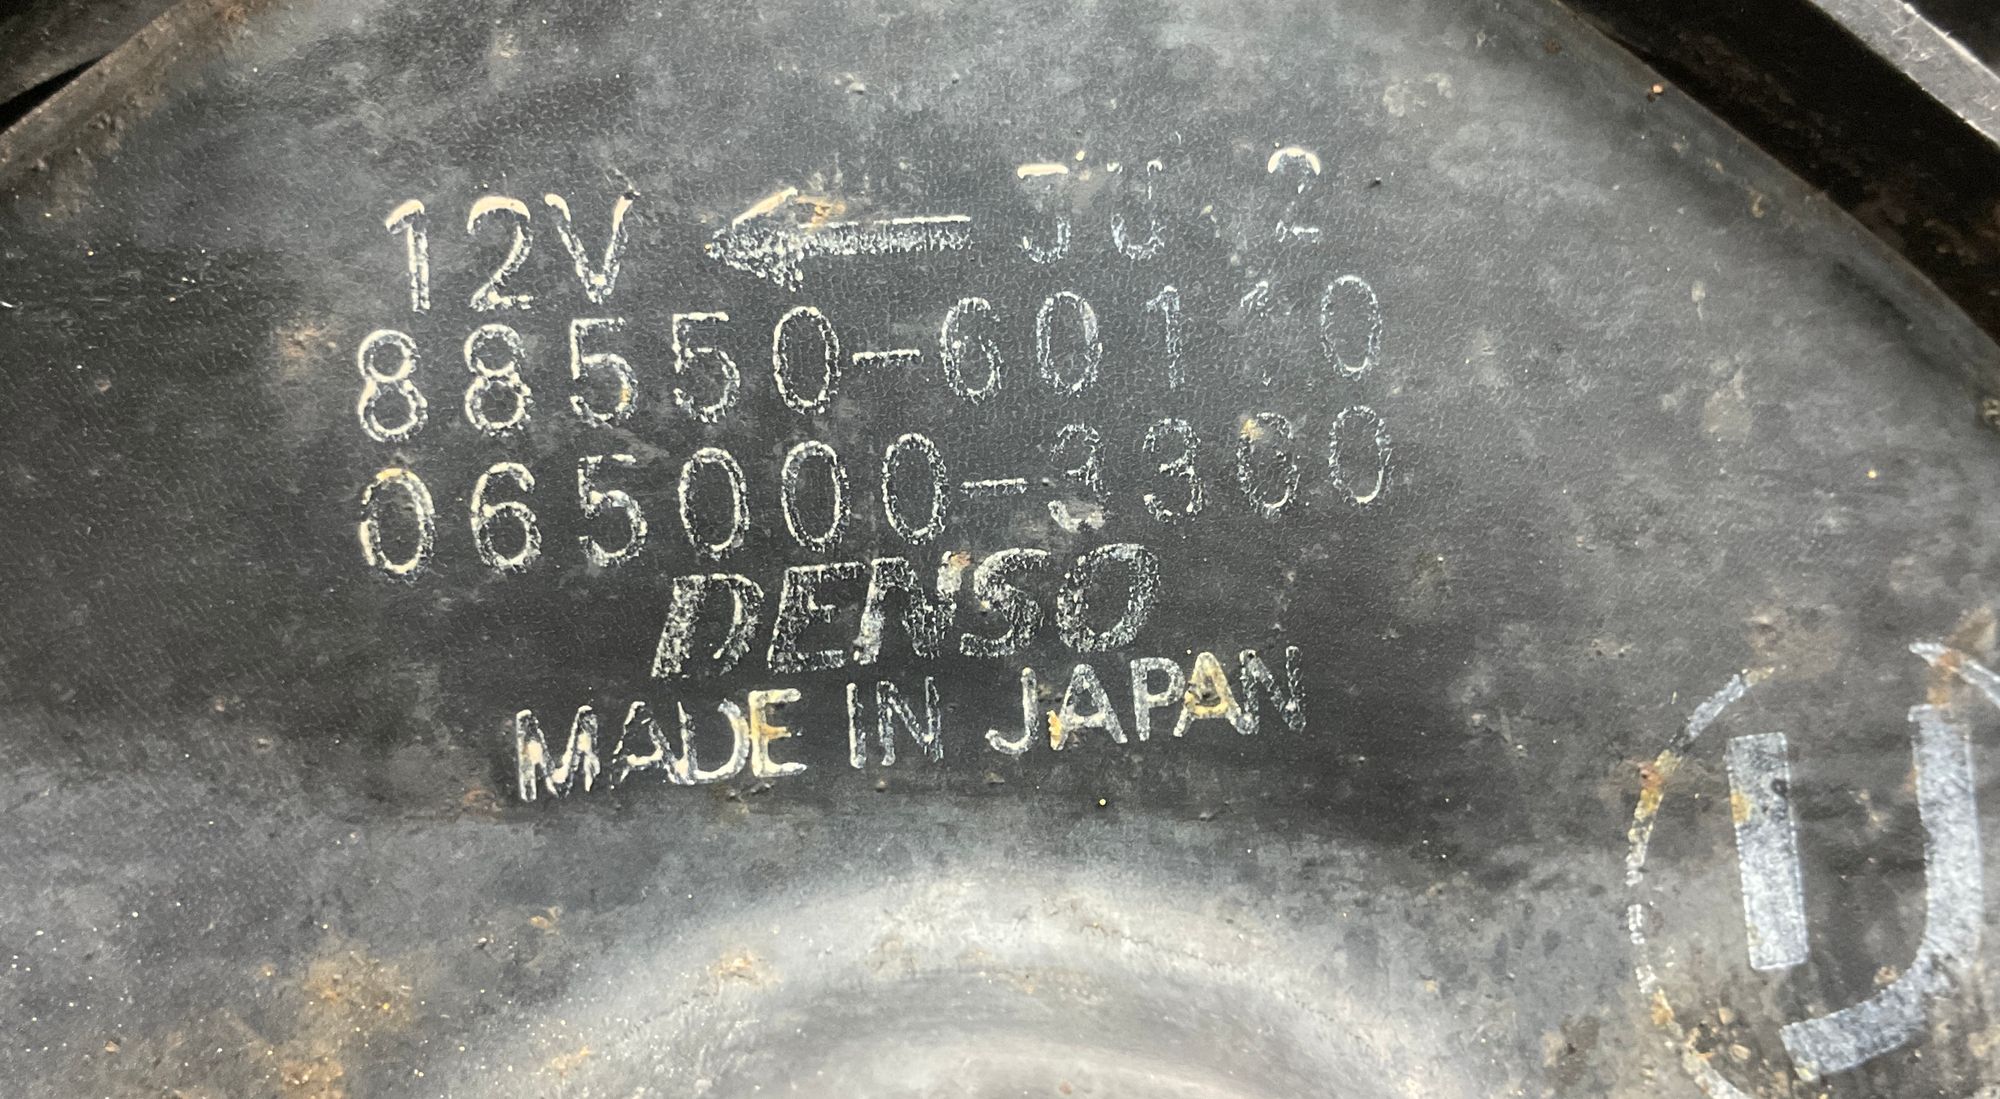 12V ←
88550-60110
065000-3300
DENSO
MADE IN JAPAN